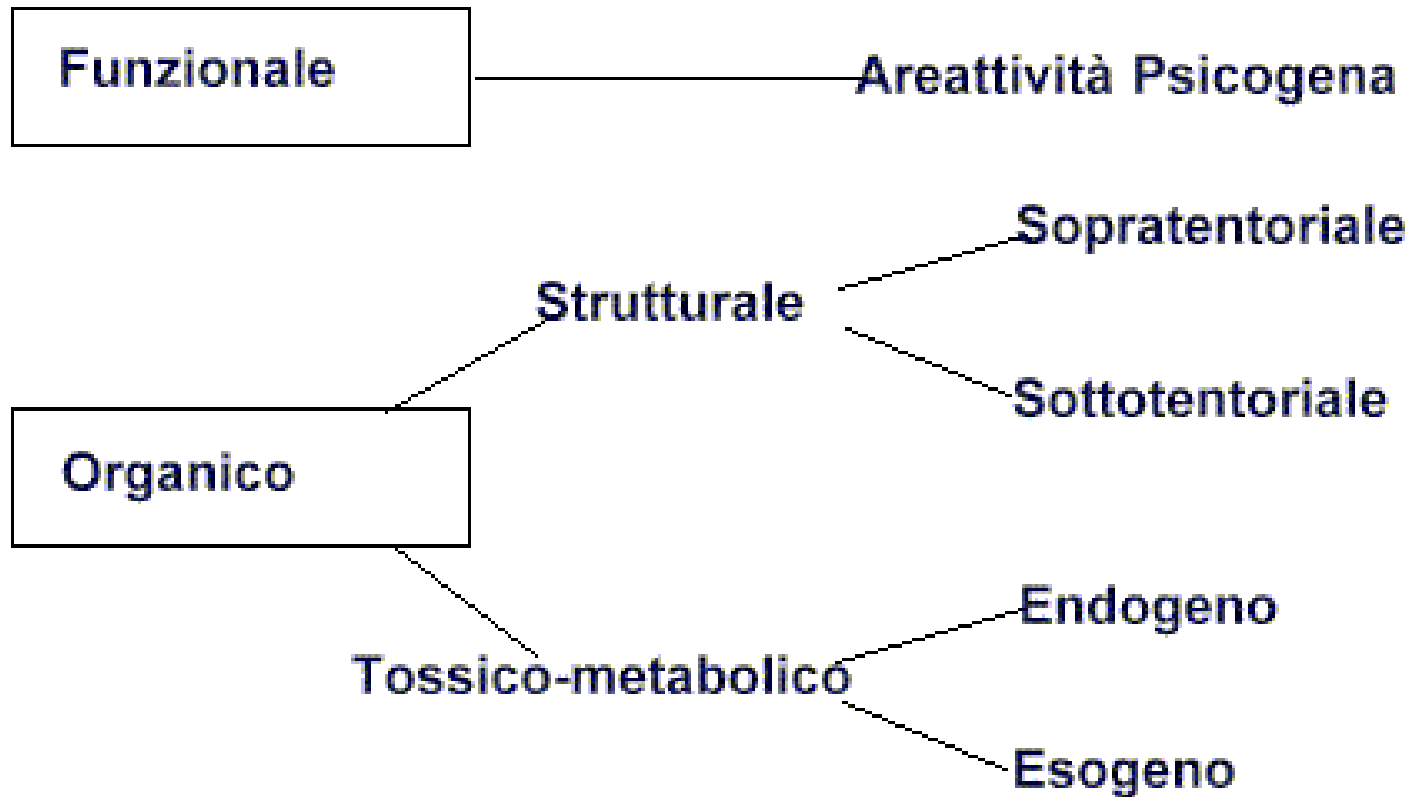 Funzionale
Areattività Psicogena
Sopratentoriale
Strutturale
Sottotentoriale
Organico
Endogeno
Tossico-metabolico
Esogeno